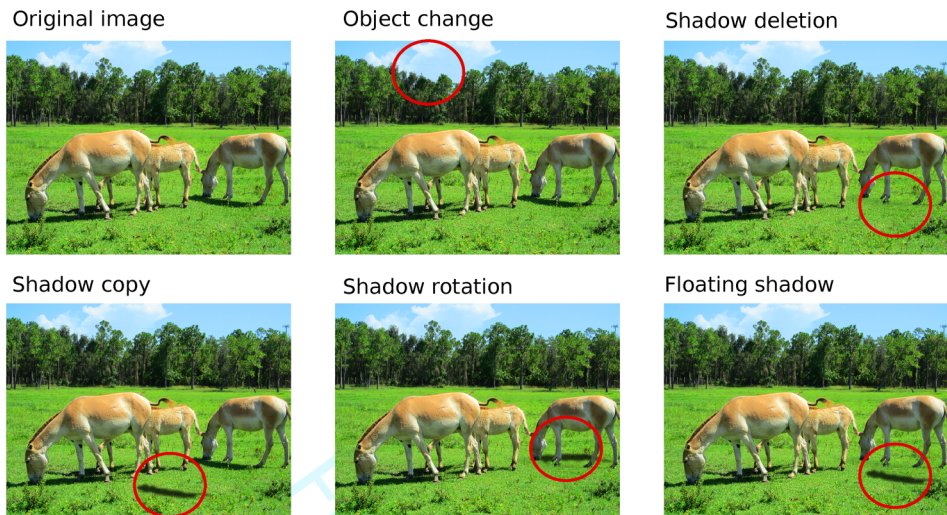 Original image
Object change
Shadow deletion
Shadow copy
Shadow rotation
Floating shadow